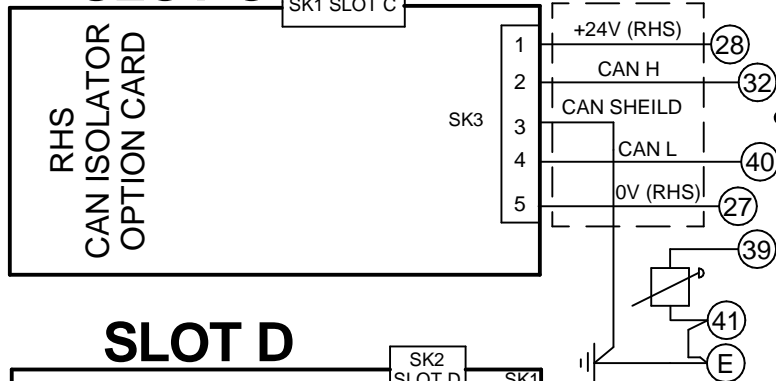 SK1 SLOT C
RHS
CAN ISOLATOR
OPTION CARD
SK3
1
+24V (RHS)
28
2
CAN H
32
3
CAN SHEILD
4
CAN L
40
5
0V (RHS)
27
39
41
E
SLOT D
SK2
SLOT D
SK1